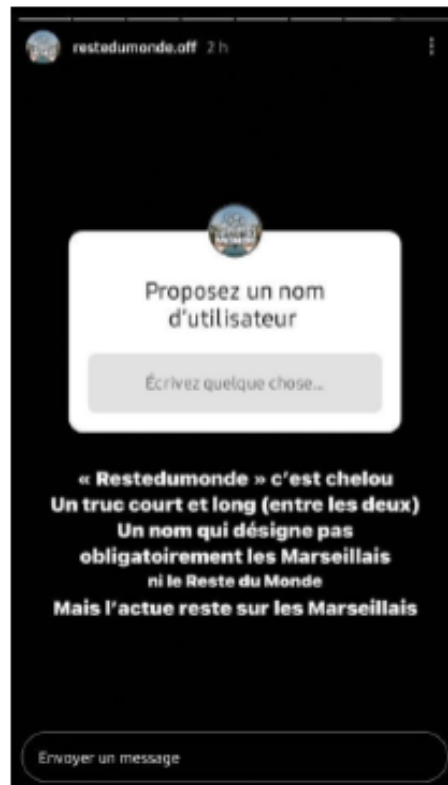 restedumonde.off 2 h
Proposez un nom
d'utilisateur
Écrivez quelque chose...
« Restedumonde » c'est chelou
Un truc court et long (entre les deux)
Un nom qui désigne pas
obligatoirement les Marseillais
ni le Reste du Monde
Mais l'actue reste sur les Marseillais
Envoyer un message